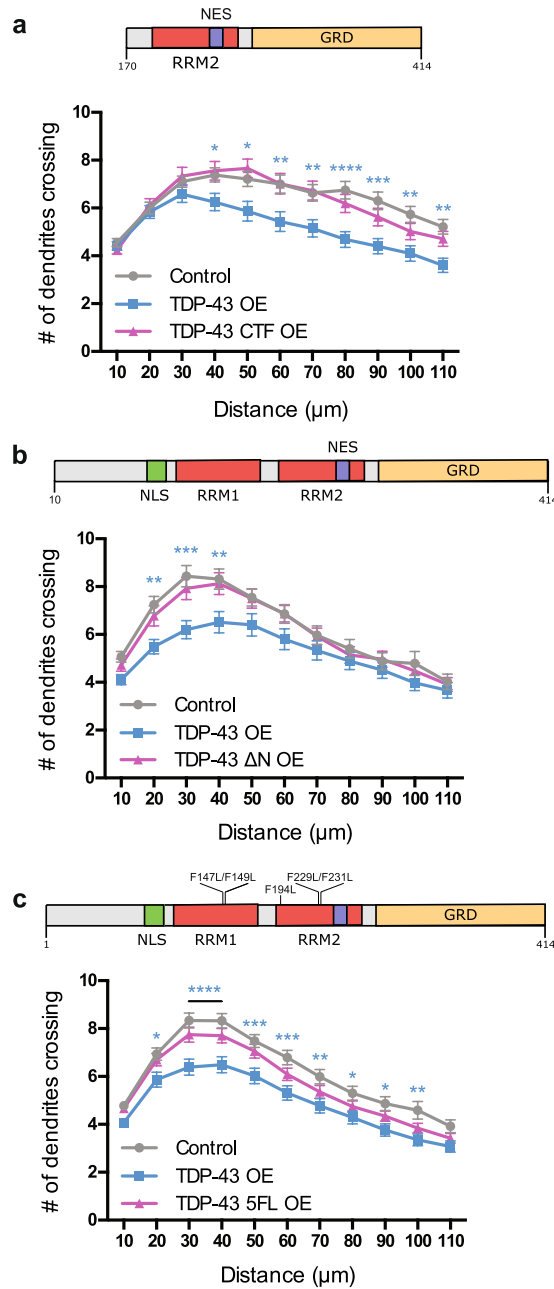 a
NES
GRD
170
RRM2
414
# of dendrites crossing
10
8
6
4
2
0
* * ** ** **** *** ** **
Control
TDP-43 OE
TDP-43 CTF OE
10 20 30 40 50 60 70 80 90 100 110
Distance (µm)
b
NES
GRD
10
NLS
RRM1
RRM2
414
# of dendrites crossing
10
8
6
4
2
0
** *** **
Control
TDP-43 OE
TDP-43 ΔN OE
10 20 30 40 50 60 70 80 90 100 110
Distance (µm)
c
F147L/F149L
F229L/F231L
F194L
GRD
1
NLS
RRM1
RRM2
414
# of dendrites crossing
10
8
6
4
2
0
* **** *** *** ** * * **
Control
TDP-43 OE
TDP-43 5FL OE
10 20 30 40 50 60 70 80 90 100 110
Distance (µm)